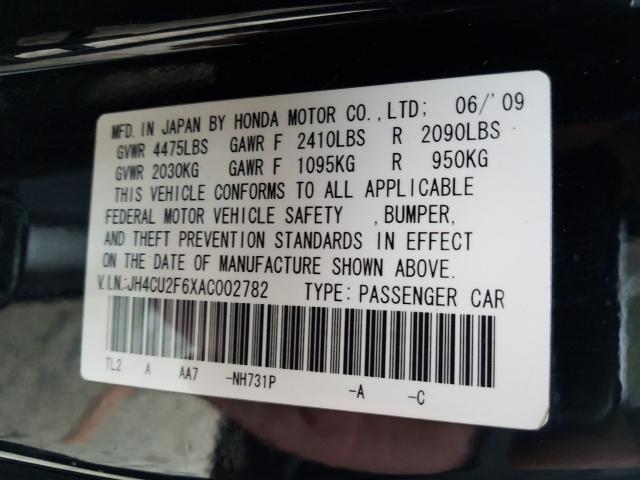 MFD. IN JAPAN BY HONDA MOTOR CO.,LTD; 06/'09
GVWR 4475LBS GAWR F 2410LBS R 2090LBS
GVWR 2030KG GAWR F 1095KG R 950KG
THIS VEHICLE CONFORMS TO ALL APPLICABLE
FEDERAL MOTOR VEHICLE SAFETY ,BUMPER,
AND THEFT PREVENTION STANDARDS IN EFFECT
ON THE DATE OF MANUFACTURE SHOWN ABOVE.
V.I.N.:JH4CU2F6XAC002782 TYPE: PASSENGER CAR
TL2 A AA7 -NH731P -A -C